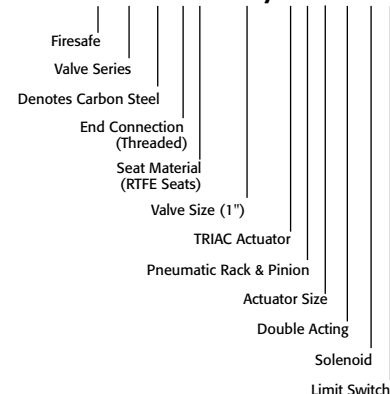 Firesafe
Valve Series
Denotes Carbon Steel
End Connection
(Threaded)
Seat Material
(RTFE Seats)
Valve Size (1")
TRIAC Actuator
Pneumatic Rack & Pinion
Actuator Size
Double Acting
Solenoid
Limit Switch